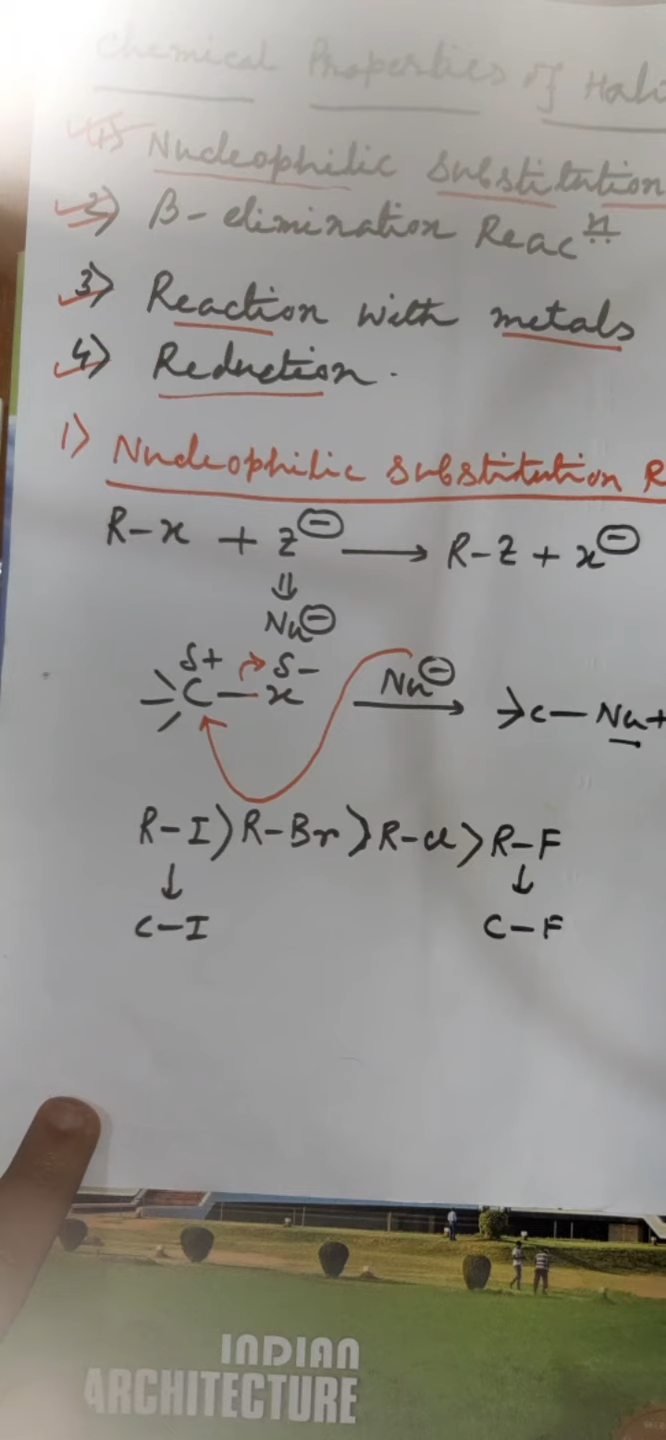 Chemical Properties of Hal
1) Nucleophilic substitution
2) β-elimination Reacⁿ
3) Reaction with metals
4) Reduction.
1) Nucleophilic substitution R
R-x + Z⊖ ⟶ R-Z + x⊖
⇓
Nu⊖
δ+ δ-
C-x Nu⊖ ⟶ C-Nu+
R-I > R-Br > R-Cl > R-F
↓ ↓
C-I C-F
INDIAN
ARCHITECTURE